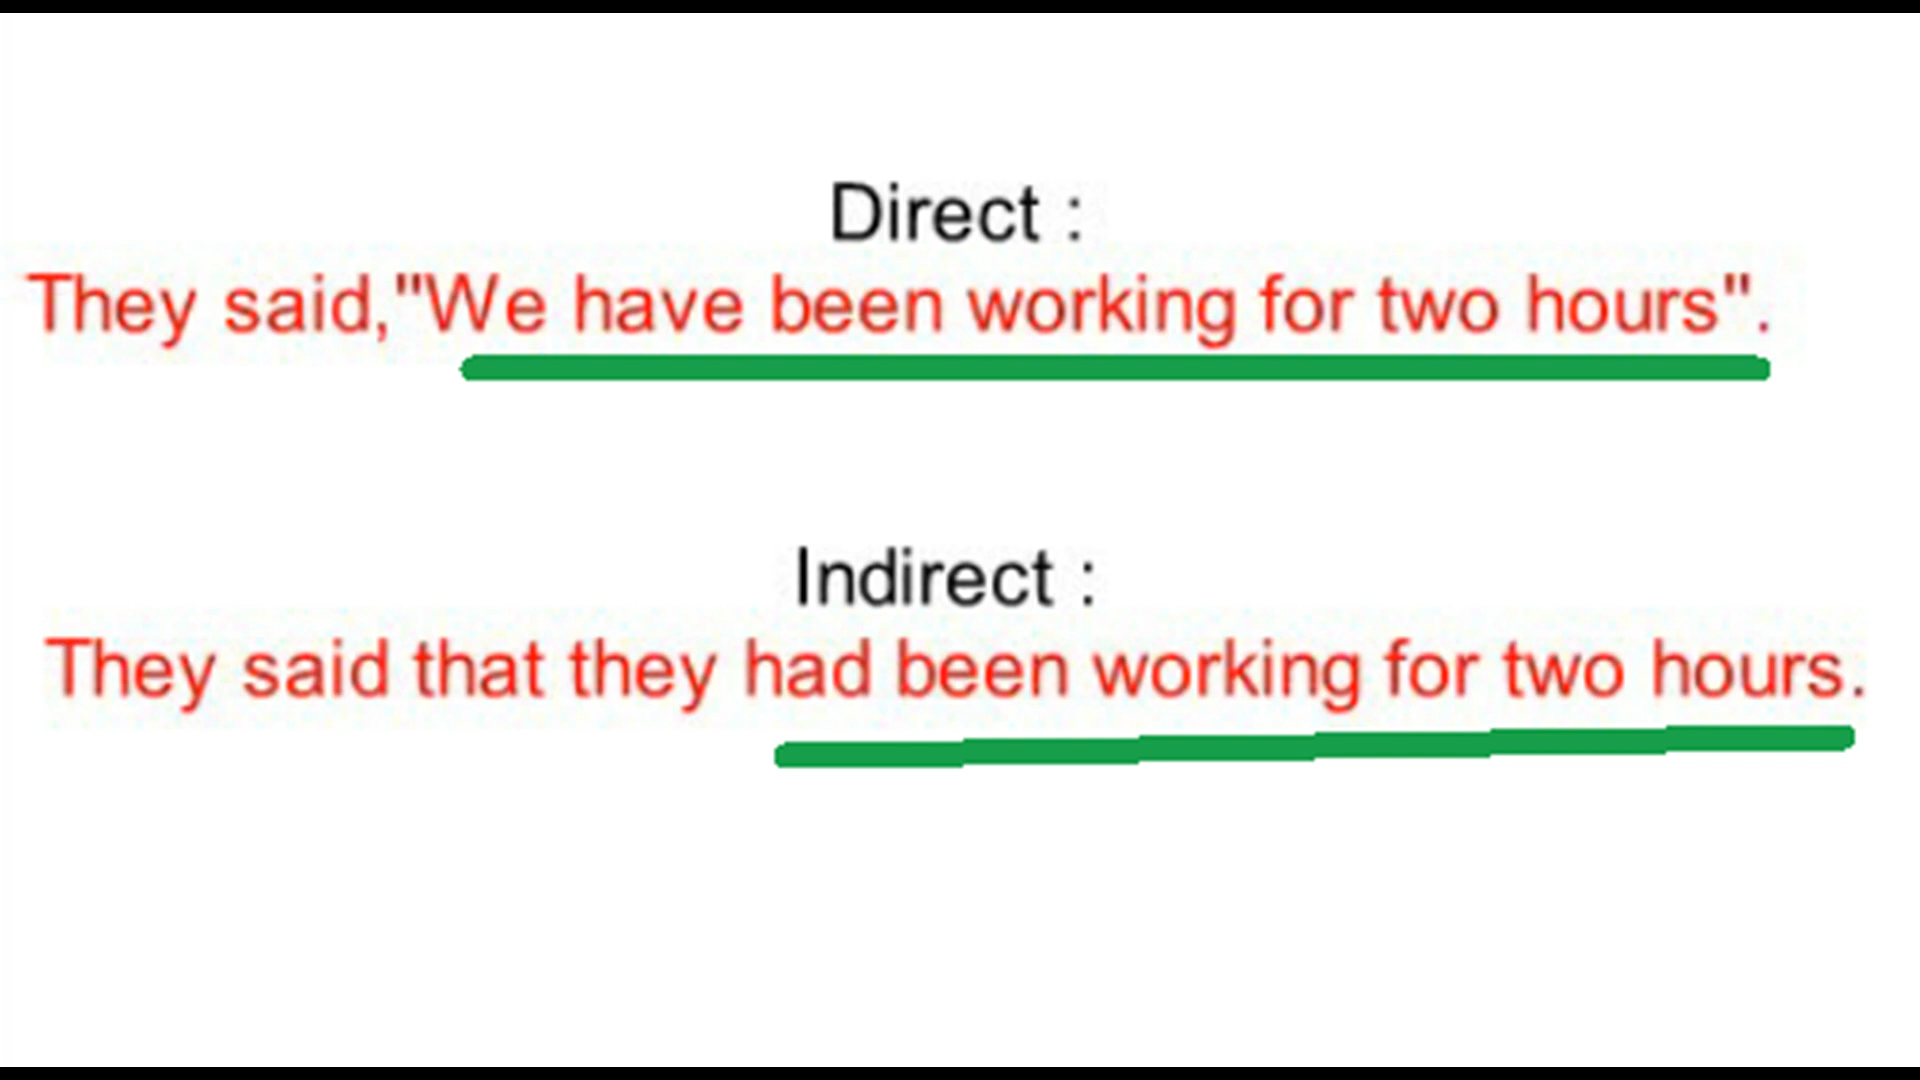 Direct :
They said,"We have been working for two hours".
Indirect :
They said that they had been working for two hours.